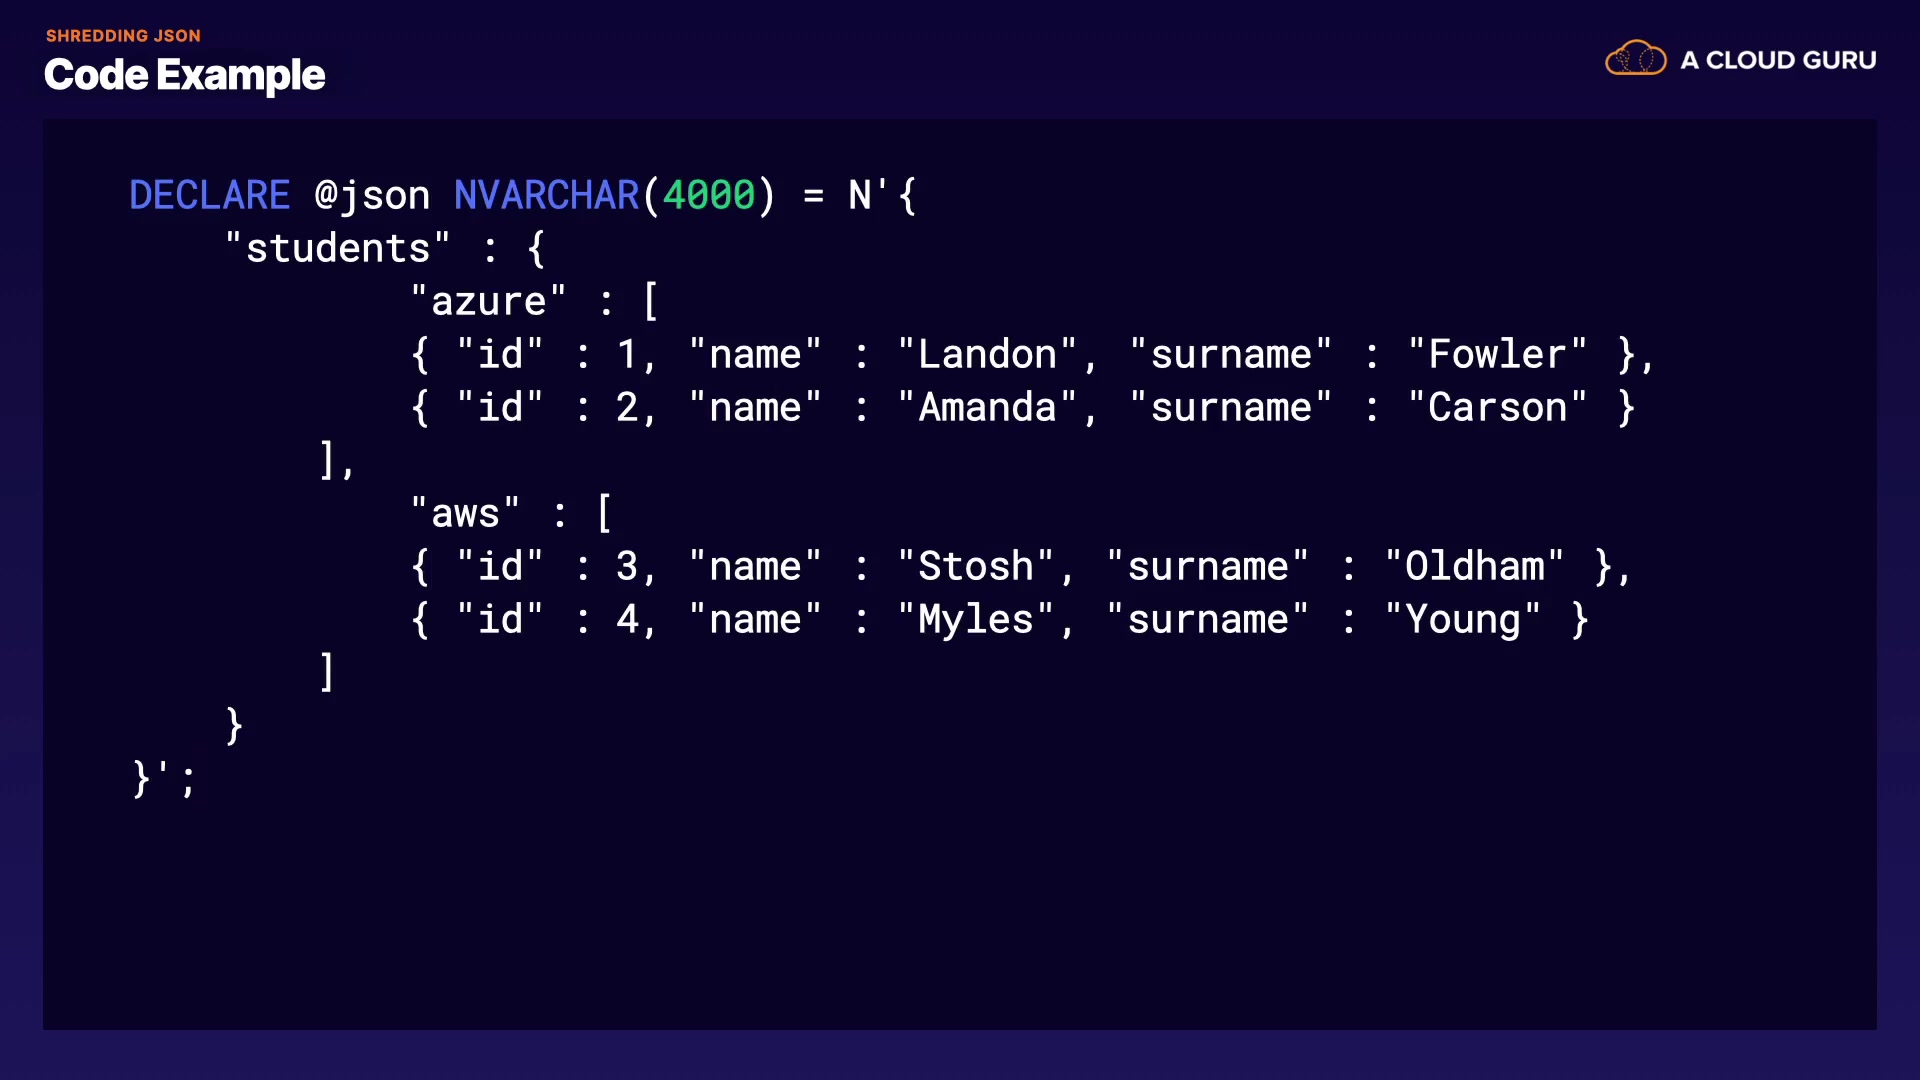 SHREDDING JSON
Code Example
A CLOUD GURU
DECLARE @json NVARCHAR(4000) = N'{
"students" : {
"azure" : [
{ "id" : 1, "name" : "Landon", "surname" : "Fowler" },
{ "id" : 2, "name" : "Amanda", "surname" : "Carson" }
],
"aws" : [
{ "id" : 3, "name" : "Stosh", "surname" : "Oldham" },
{ "id" : 4, "name" : "Myles", "surname" : "Young" }
]
}
}';